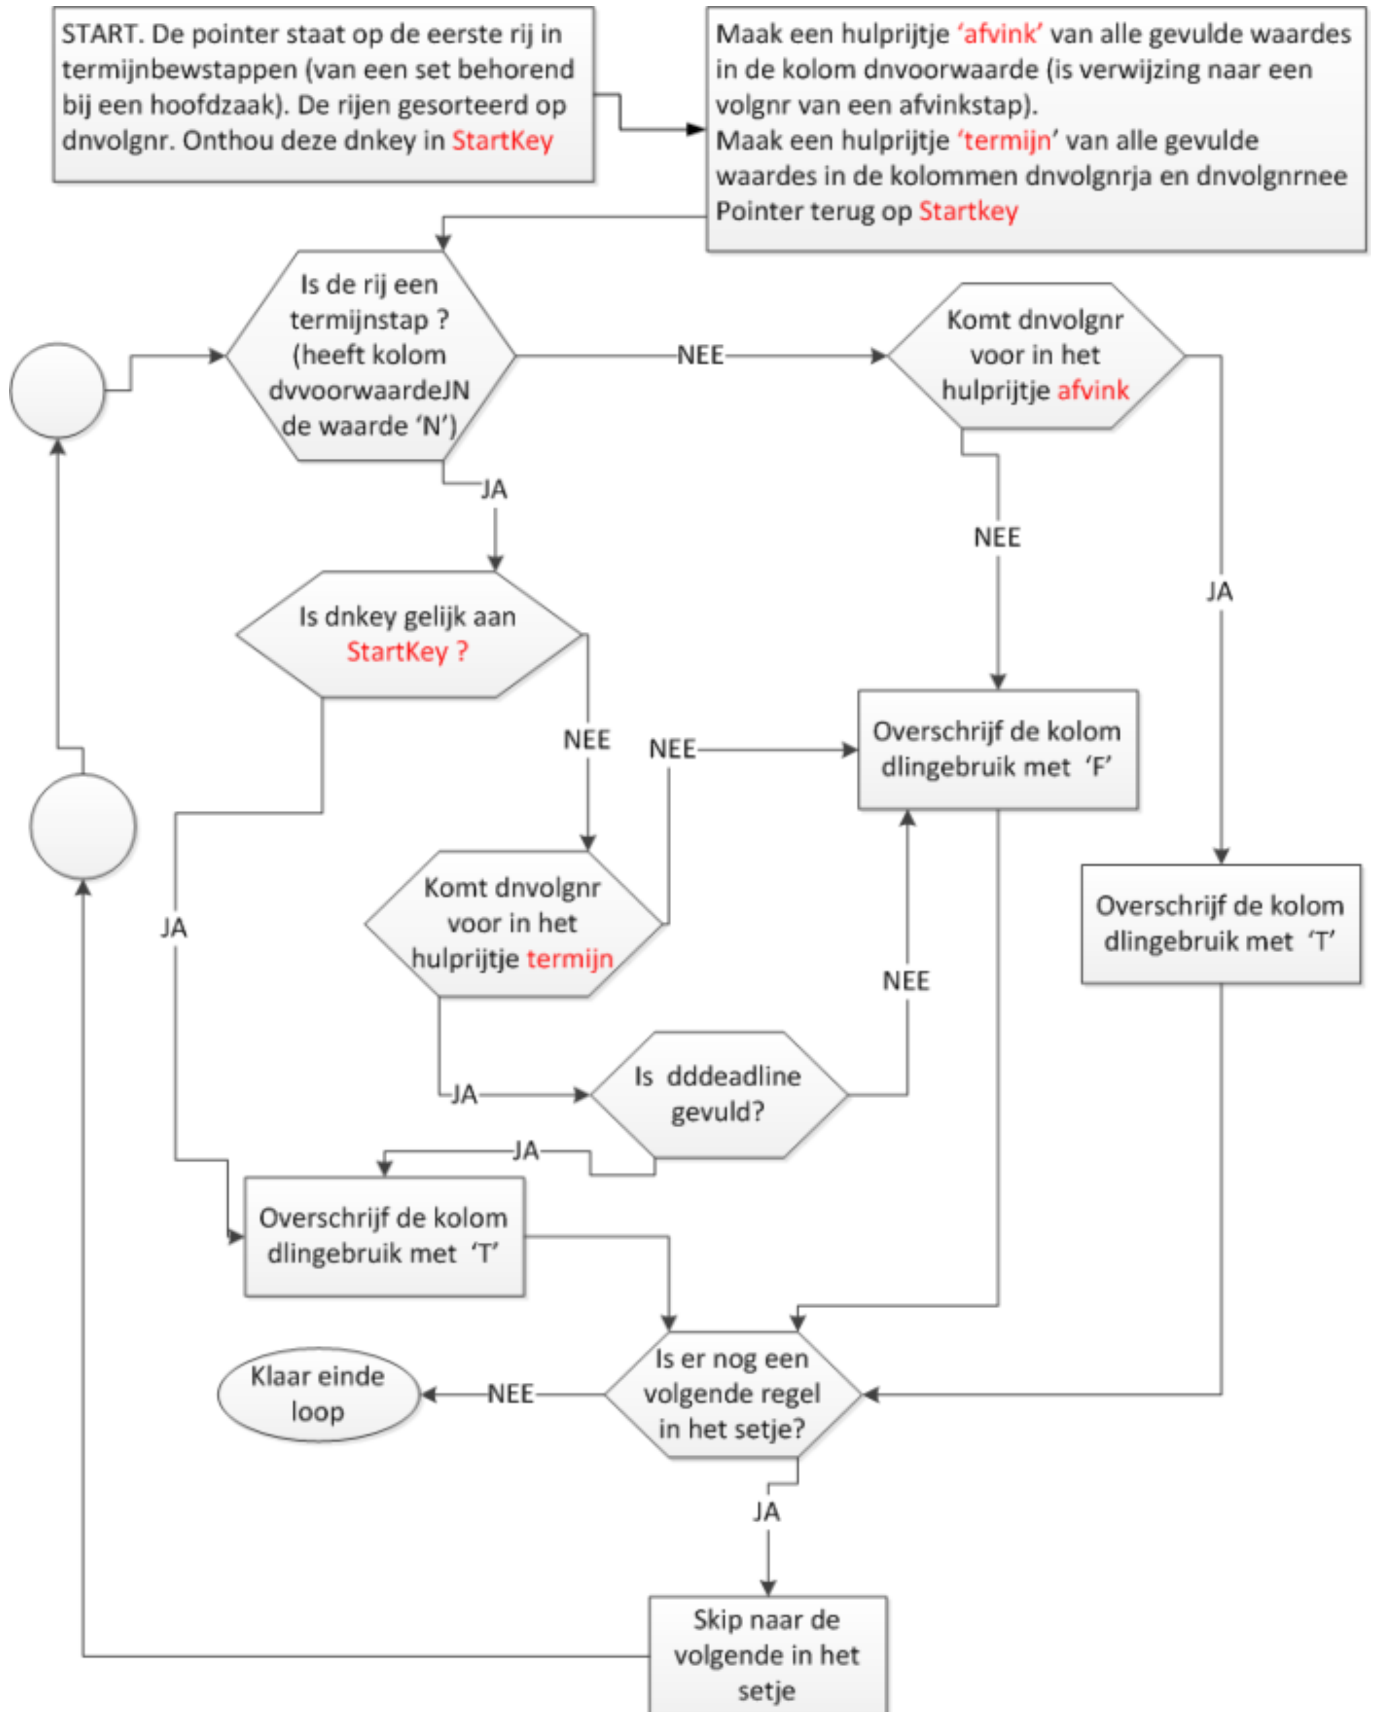 START. De pointer staat op de eerste rij in
termijnbewstappen (van een set behorend
bij een hoofdzaak). De rijen gesorteerd op
dnvolgnr. Onthou deze dnkey in StartKey
Maak een hulprijtje ‘afvink’ van alle gevulde waardes
in de kolom dnvoorwaarde (is verwijzing naar een
volgnr van een afvinkstap).
Maak een hulprijtje ‘termijn’ van alle gevulde
waardes in de kolommen dnvolgnrja en dnvolgnrnee
Pointer terug op Startkey
Is de rij een
termijnstap ?
(heeft kolom
dvvoorwaardeJN
de waarde ‘N’)
NEE
Komt dnvolgnr
voor in het
hulprijtje afvink
JA
NEE
JA
Is dnkey gelijk aan
StartKey ?
NEE
NEE
Overschrijf de kolom
dlingebruik met ‘F’
Komt dnvolgnr
voor in het
hulprijtje termijn
JA
Overschrijf de kolom
dlingebruik met ‘T’
NEE
JA
Is dddeadline
gevuld?
JA
Overschrijf de kolom
dlingebruik met ‘T’
Is er nog een
volgende regel
in het setje?
NEE
Klaar einde
loop
JA
Skip naar de
volgende in het
setje